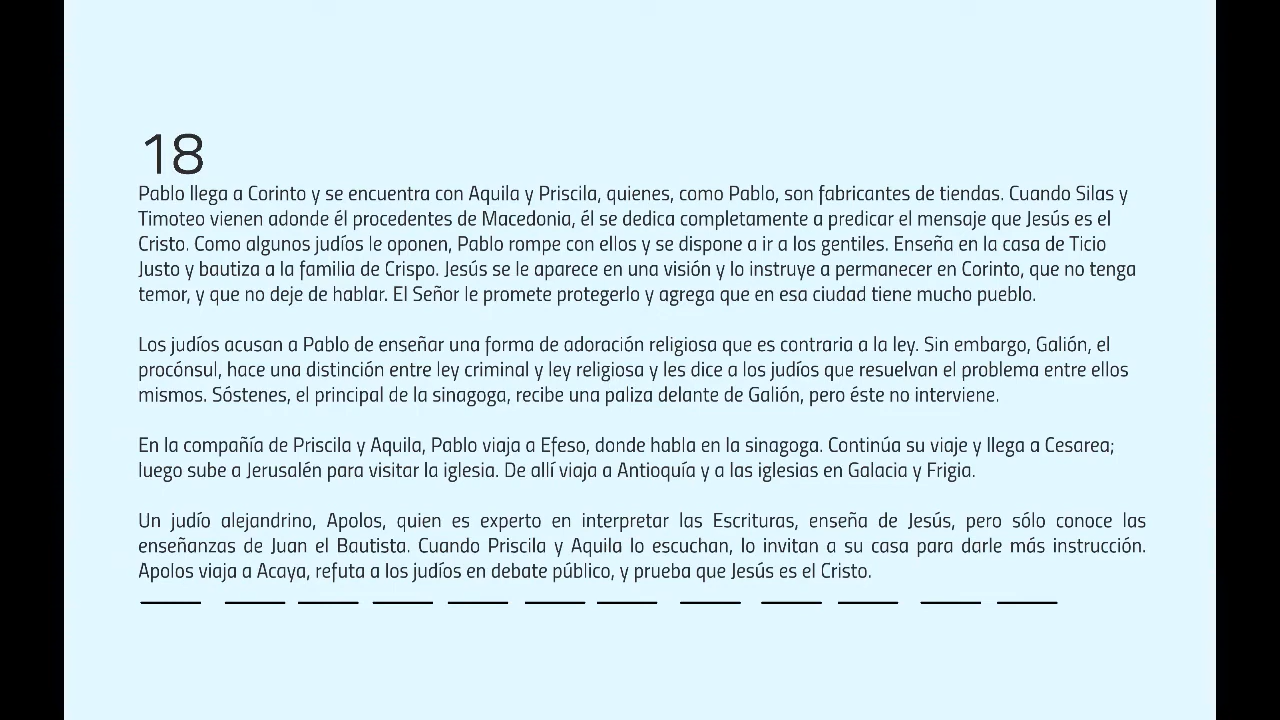 18
Pablo llega a Corinto y se encuentra con Aquila y Priscila, quienes, como Pablo, son fabricantes de tiendas. Cuando Silas y
Timoteo vienen adonde él procedentes de Macedonia, él se dedica completamente a predicar el mensaje que Jesús es el
Cristo. Como algunos judíos le oponen, Pablo rompe con ellos y se dispone a ir a los gentiles. Enseña en la casa de Ticio
Justo y bautiza a la familia de Crispo. Jesús se le aparece en una visión y lo instruye a permanecer en Corinto, que no tenga
temor, y que no deje de hablar. El Señor le promete protegerlo y agrega que en esa ciudad tiene mucho pueblo.
Los judíos acusan a Pablo de enseñar una forma de adoración religiosa que es contraria a la ley. Sin embargo, Galión, el
procónsul, hace una distinción entre ley criminal y ley religiosa y les dice a los judíos que resuelvan el problema entre ellos
mismos. Sóstenes, el principal de la sinagoga, recibe una paliza delante de Galión, pero éste no interviene.
En la compañía de Priscila y Aquila, Pablo viaja a Efeso, donde habla en la sinagoga. Continúa su viaje y llega a Cesarea;
luego sube a Jerusalén para visitar la iglesia. De allí viaja a Antioquía y a las iglesias en Galacia y Frigia.
Un judío alejandrino, Apolos, quien es experto en interpretar las Escrituras, enseña de Jesús, pero sólo conoce las
enseñanzas de Juan el Bautista. Cuando Priscila y Aquila lo escuchan, lo invitan a su casa para darle más instrucción.
Apolos viaja a Acaya, refuta a los judíos en debate público, y prueba que Jesús es el Cristo.